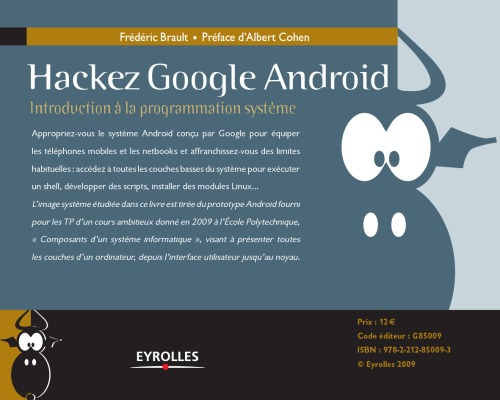 Frédéric Brault • Préface d'Albert Cohen
Hackez Google Android
Introduction à la programmation système
Appropriez-vous le système Android conçu par Google pour équiper
les téléphones mobiles et les netbooks et affranchissez-vous des limites
habituelles : accédez à toutes les couches basses du système pour exécuter
un shell, développer des scripts, installer des modules Linux...
L'image système étudiée dans ce livre est tirée du prototype Android fourni
pour les TP d'un cours ambitieux donné en 2009 à l'École Polytechnique,
« Composants d'un système informatique », visant à présenter toutes
les couches d'un ordinateur, depuis l'interface utilisateur jusqu'au noyau.
EYROLLES
Prix : 12 €
Code éditeur : G85009
ISBN : 978-2-212-85009-3
© Eyrolles 2009